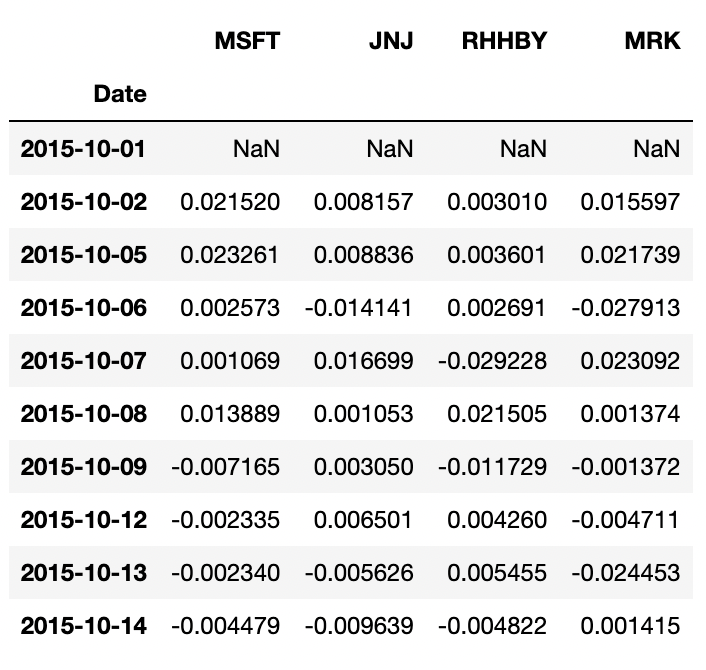 MSFT JNJ RHHBY MRK
Date
2015-10-01 NaN NaN NaN NaN
2015-10-02 0.021520 0.008157 0.003010 0.015597
2015-10-05 0.023261 0.008836 0.003601 0.021739
2015-10-06 0.002573 -0.014141 0.002691 -0.027913
2015-10-07 0.001069 0.016699 -0.029228 0.023092
2015-10-08 0.013889 0.001053 0.021505 0.001374
2015-10-09 -0.007165 0.003050 -0.011729 -0.001372
2015-10-12 -0.002335 0.006501 0.004260 -0.004711
2015-10-13 -0.002340 -0.005626 0.005455 -0.024453
2015-10-14 -0.004479 -0.009639 -0.004822 0.001415